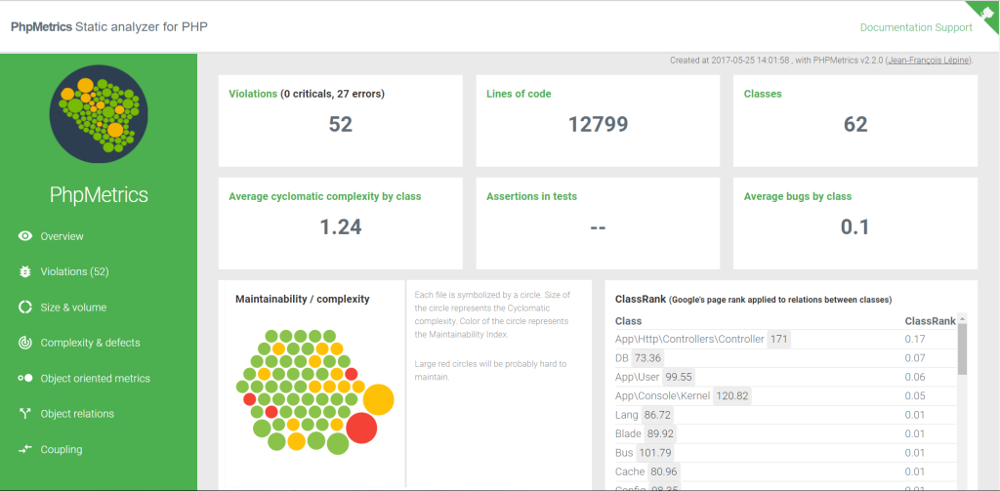 PhpMetrics Static analyzer for PHP
Documentation Support
Created at 2017-05-25 14:01:58 , with PHPMetrics v2.2.0 (Jean-François Lépine).
PhpMetrics
Overview
Violations (52)
Size & volume
Complexity & defects
Object oriented metrics
Object relations
Coupling
Violations (0 criticals, 27 errors)
52
Lines of code
12799
Classes
62
Average cyclomatic complexity by class
1.24
Assertions in tests
--
Average bugs by class
0.1
Maintainability / complexity
Each file is symbolized by a circle. Size of
the circle represents the Cyclomatic
complexity. Color of the circle represents
the Maintainability Index.
Large red circles will be probably hard to
maintain.
ClassRank (Google's page rank applied to relations between classes)
Class ClassRank
App\Http\Controllers\Controller 171 0.17
DB 73.36 0.07
App\User 99.55 0.06
App\Console\Kernel 120.82 0.05
Lang 86.72 0.01
Blade 89.92 0.01
Bus 101.79 0.01
Cache 80.96 0.01
Config 98.35 0.01